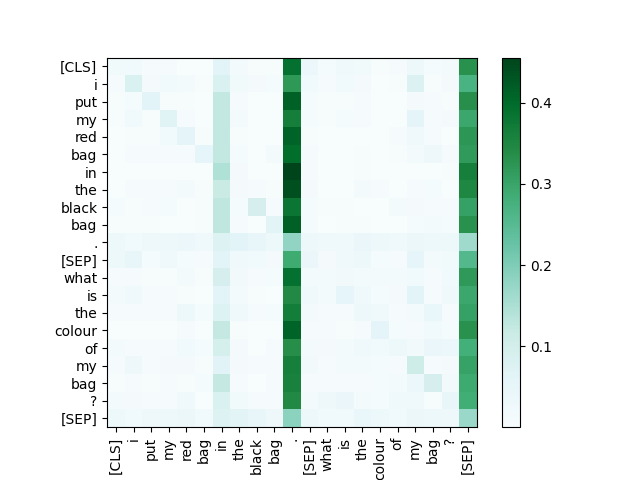 [CLS]
i
put
my
red
bag
in
the
black
bag
.
[SEP]
what
is
the
colour
of
my
bag
?
[SEP]
[CLS] i put my red bag in the black bag . [SEP] what is the colour of my bag ? [SEP]
0.4
0.3
0.2
0.1